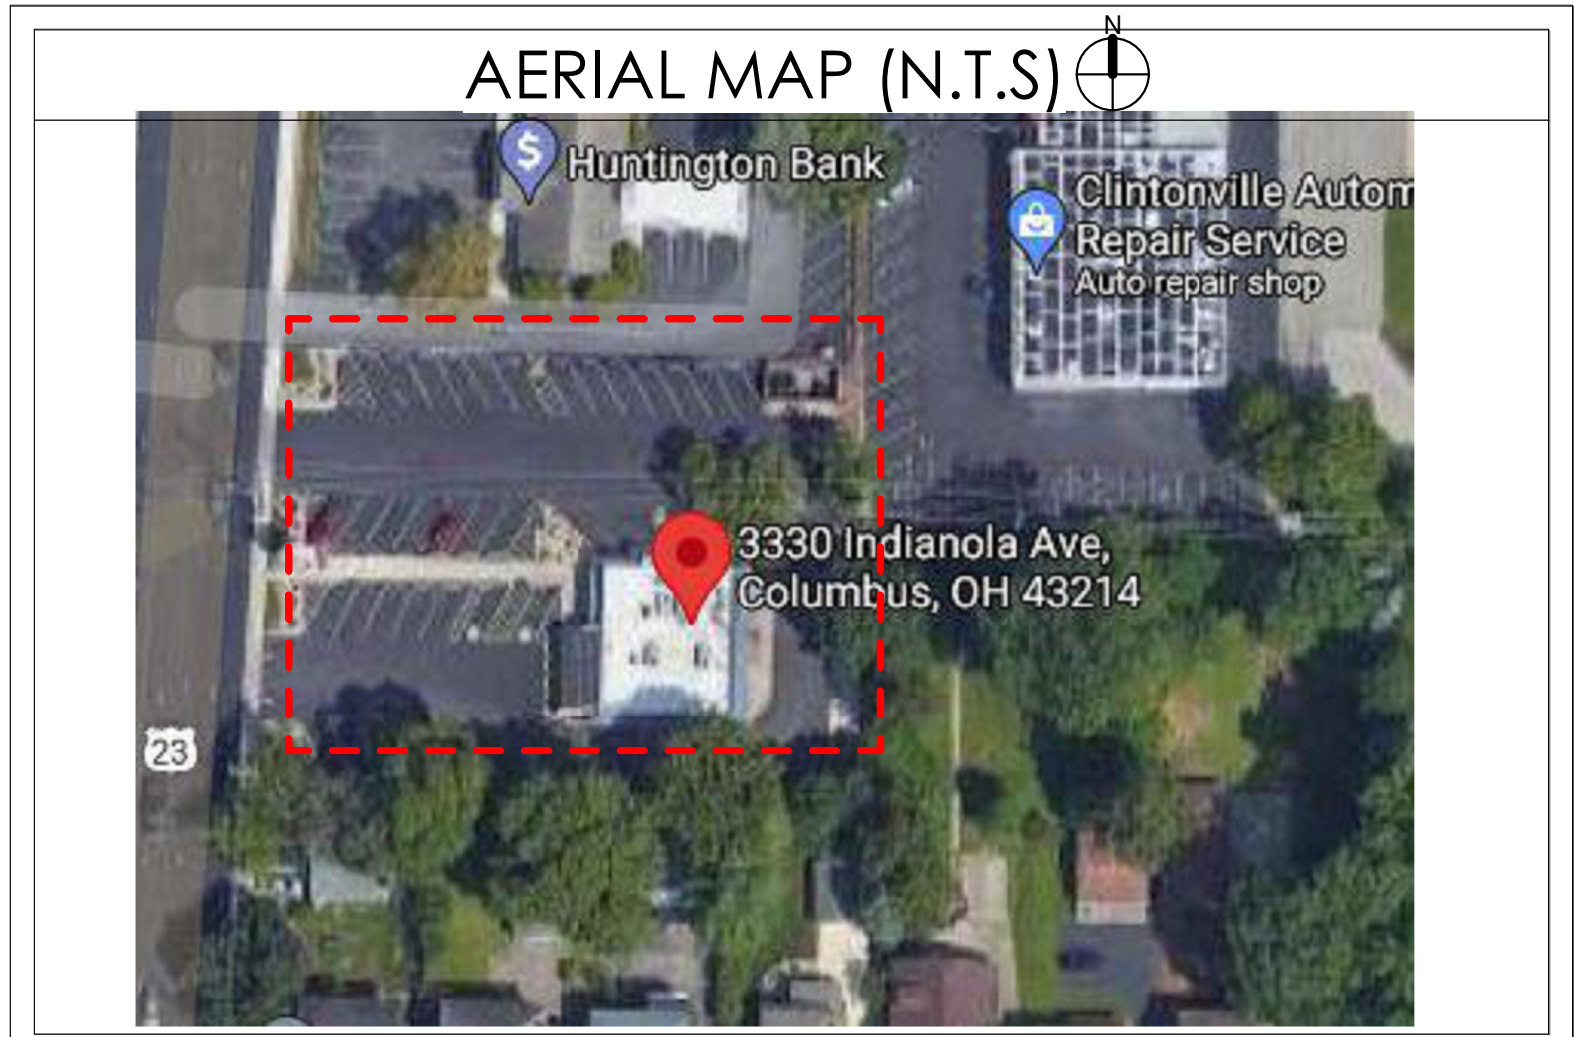 N
AERIAL MAP (N.T.S)
$
Huntington Bank
Clintonville Autom
Repair Service
Auto repair shop
3330 Indianola Ave,
Columbus, OH 43214
23